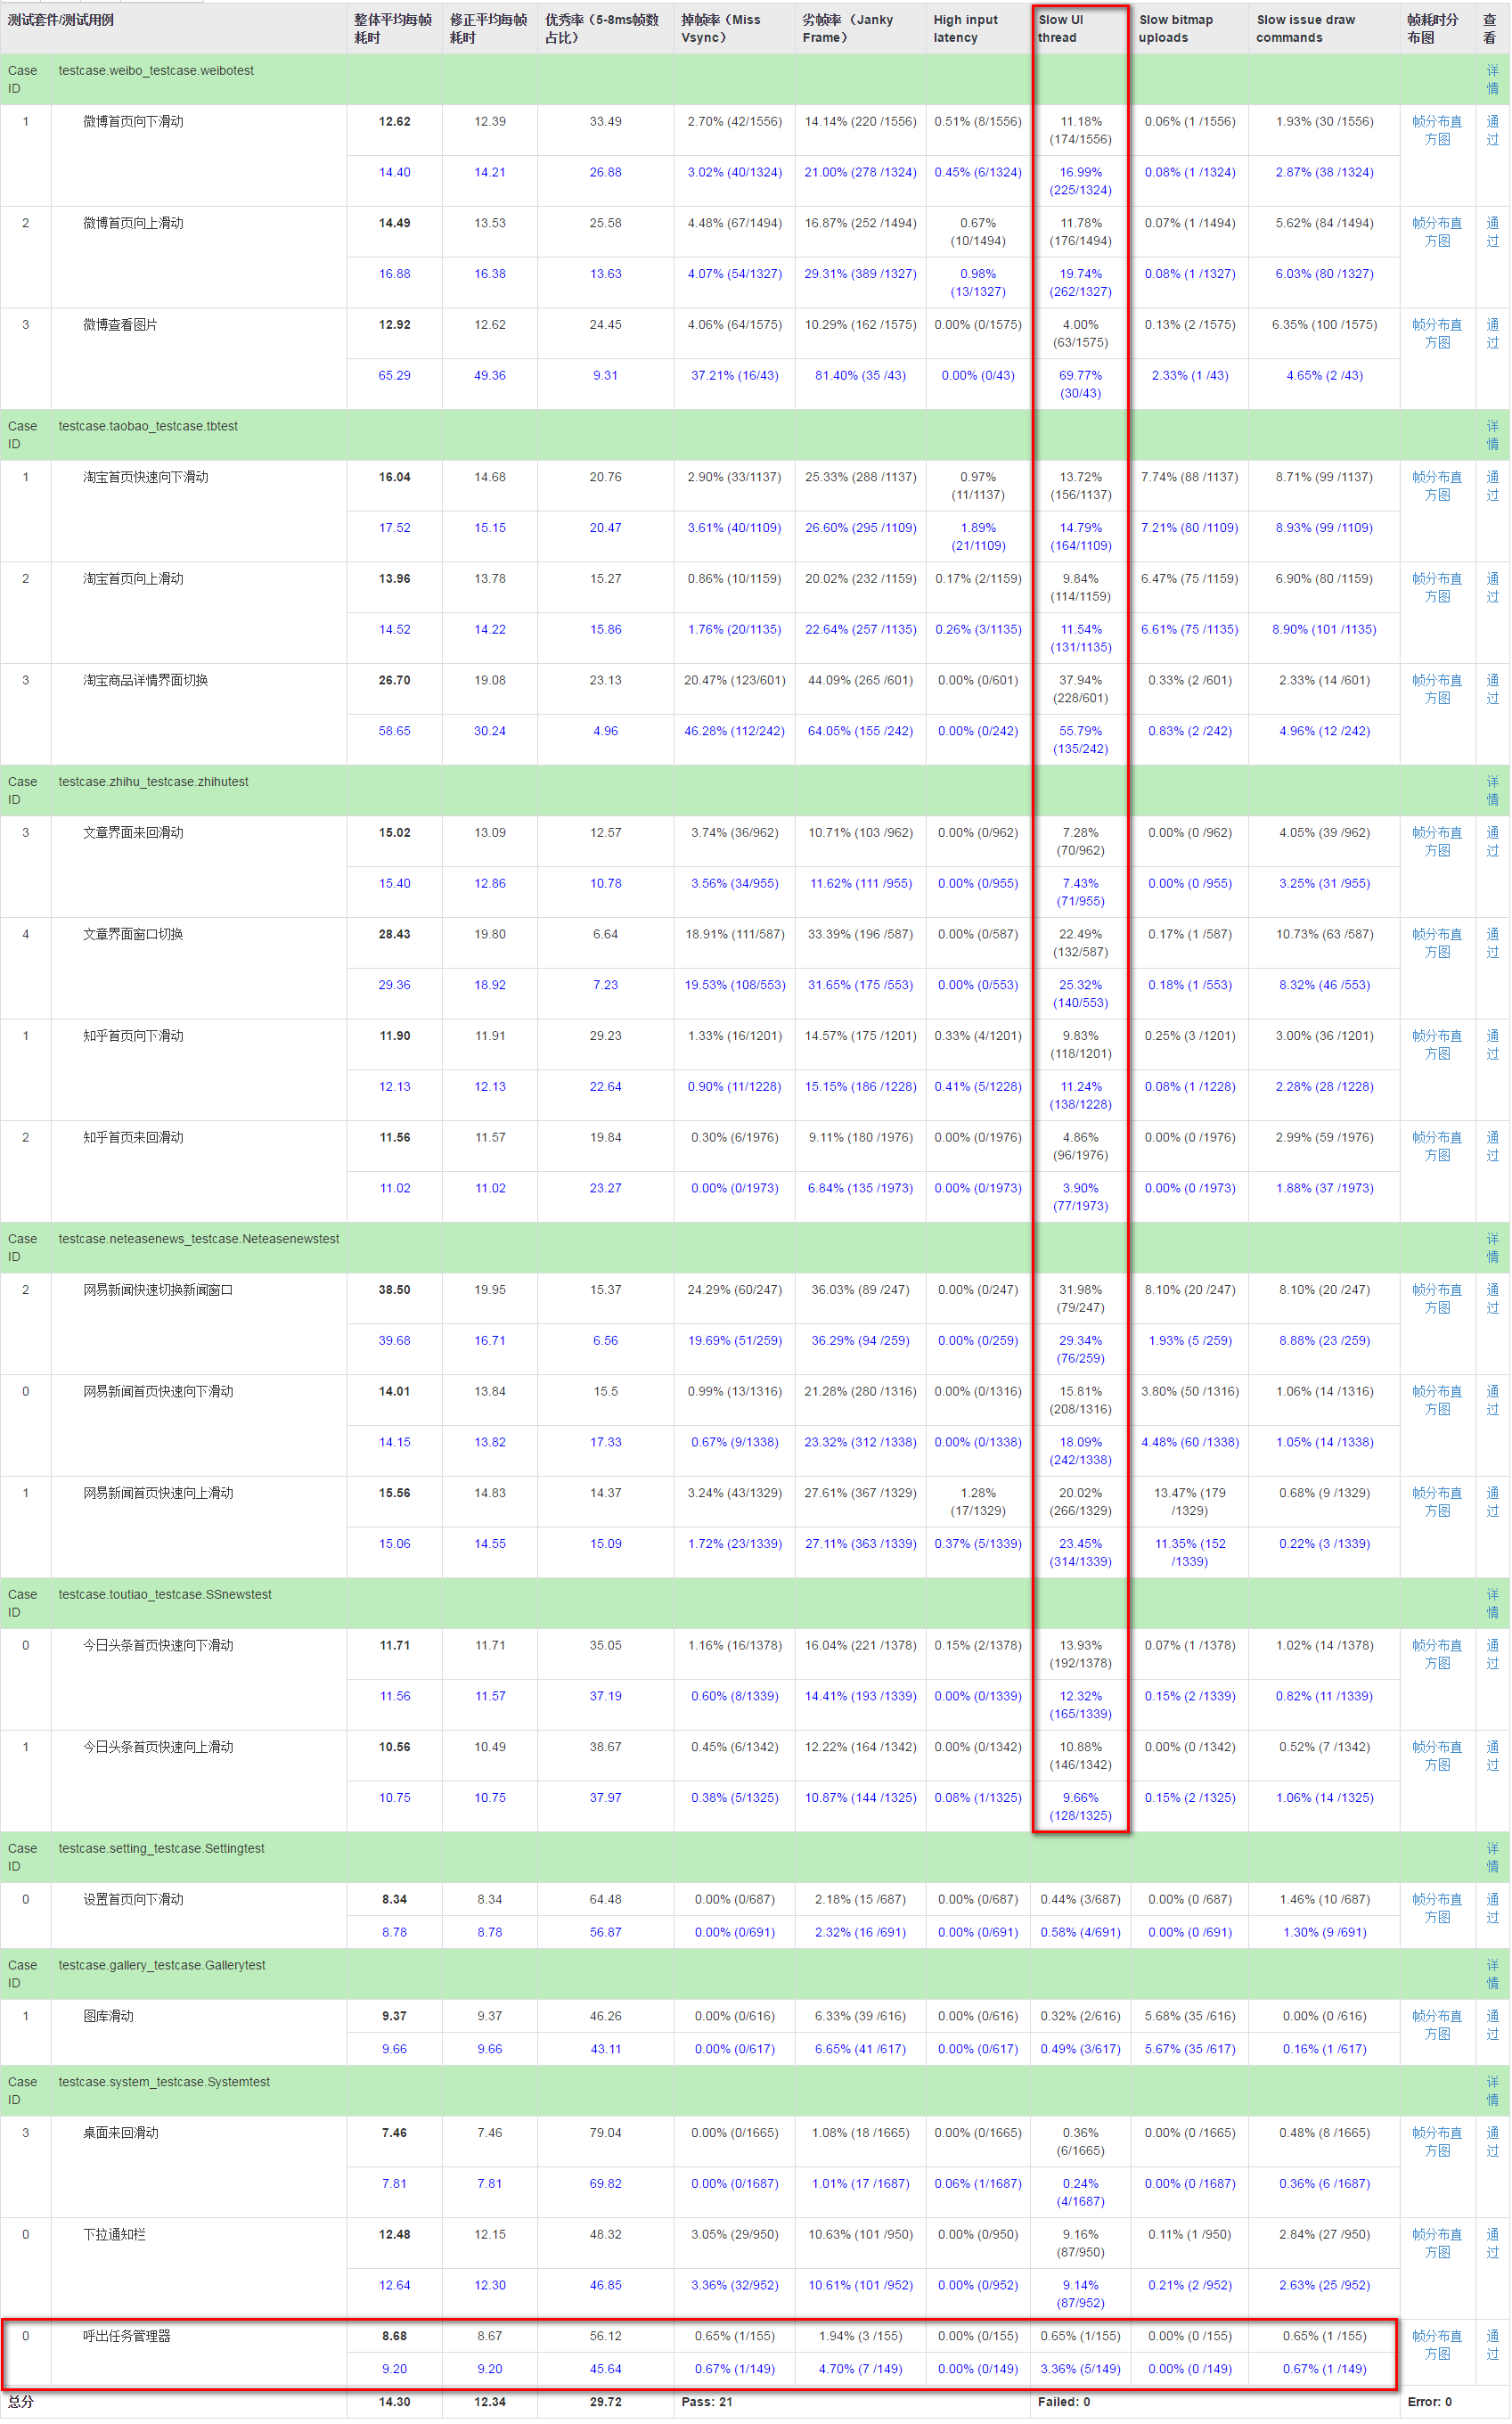 测试套件/测试用例 整体平均每帧耗时 修正平均每帧耗时 优秀率（5-8ms帧数占比） 掉帧率（Miss Vsync） 劣帧率（Janky Frame） High input latency Slow UI thread Slow bitmap uploads Slow issue draw commands 帧耗时分布图 查看
Case ID testcase.weibo_testcase.weibotest 详情
1 微博首页向下滑动 12.62 12.39 33.49 2.70% (42/1556) 14.14% (220 /1556) 0.51% (8/1556) 11.18% (174/1556) 0.06% (1 /1556) 1.93% (30 /1556) 帧分布直方图 通过
14.40 14.21 26.88 3.02% (40/1324) 21.00% (278 /1324) 0.45% (6/1324) 16.99% (225/1324) 0.08% (1 /1324) 2.87% (38 /1324)
2 微博首页向上滑动 14.49 13.53 25.58 4.48% (67/1494) 16.87% (252 /1494) 0.67% (10/1494) 11.78% (176/1494) 0.07% (1 /1494) 5.62% (84 /1494) 帧分布直方图 通过
16.88 16.38 13.63 4.07% (54/1327) 29.31% (389 /1327) 0.98% (13/1327) 19.74% (262/1327) 0.08% (1 /1327) 6.03% (80 /1327)
3 微博查看图片 12.92 12.62 24.45 4.06% (64/1575) 10.29% (162 /1575) 0.00% (0/1575) 4.00% (63/1575) 0.13% (2 /1575) 6.35% (100 /1575) 帧分布直方图 通过
65.29 49.36 9.31 37.21% (16/43) 81.40% (35 /43) 0.00% (0/43) 69.77% (30/43) 2.33% (1 /43) 4.65% (2 /43)
Case ID testcase.taobao_testcase.tbtest 详情
1 淘宝首页快速向下滑动 16.04 14.68 20.76 2.90% (33/1137) 25.33% (288 /1137) 0.97% (11/1137) 13.72% (156/1137) 7.74% (88 /1137) 8.71% (99 /1137) 帧分布直方图 通过
17.52 15.15 20.47 3.61% (40/1109) 26.60% (295 /1109) 1.89% (21/1109) 14.79% (164/1109) 7.21% (80 /1109) 8.93% (99 /1109)
2 淘宝首页向上滑动 13.96 13.78 15.27 0.86% (10/1159) 20.02% (232 /1159) 0.17% (2/1159) 9.84% (114/1159) 6.47% (75 /1159) 6.90% (80 /1159) 帧分布直方图 通过
14.52 14.22 15.86 1.76% (20/1135) 22.64% (257 /1135) 0.26% (3/1135) 11.54% (131/1135) 6.61% (75 /1135) 8.90% (101 /1135)
3 淘宝商品详情界面切换 26.70 19.08 23.13 20.47% (123/601) 44.09% (265 /601) 0.00% (0/601) 37.94% (228/601) 0.33% (2 /601) 2.33% (14 /601) 帧分布直方图 通过
58.65 30.24 4.96 46.28% (112/242) 64.05% (155 /242) 0.00% (0/242) 55.79% (135/242) 0.83% (2 /242) 4.96% (12 /242)
Case ID testcase.zhihu_testcase.zhihutest 详情
3 文章界面来回滑动 15.02 13.09 12.57 3.74% (36/962) 10.71% (103 /962) 0.00% (0/962) 7.28% (70/962) 0.00% (0 /962) 4.05% (39 /962) 帧分布直方图 通过
15.40 12.86 10.78 3.56% (34/955) 11.62% (111 /955) 0.00% (0/955) 7.43% (71/955) 0.00% (0 /955) 3.25% (31 /955)
4 文章界面窗口切换 28.43 19.80 6.64 18.91% (111/587) 33.39% (196 /587) 0.00% (0/587) 22.49% (132/587) 0.17% (1 /587) 10.73% (63 /587) 帧分布直方图 通过
29.36 18.92 7.23 19.53% (108/553) 31.65% (175 /553) 0.00% (0/553) 25.32% (140/553) 0.18% (1 /553) 8.32% (46 /553)
1 知乎首页向下滑动 11.90 11.91 29.23 1.33% (16/1201) 14.57% (175 /1201) 0.33% (4/1201) 9.83% (118/1201) 0.25% (3 /1201) 3.00% (36 /1201) 帧分布直方图 通过
12.13 12.13 22.64 0.90% (11/1228) 15.15% (186 /1228) 0.41% (5/1228) 11.24% (138/1228) 0.08% (1 /1228) 2.28% (28 /1228)
2 知乎首页来回滑动 11.56 11.57 19.84 0.30% (6/1976) 9.11% (180 /1976) 0.00% (0/1976) 4.86% (96/1976) 0.00% (0 /1976) 2.99% (59 /1976) 帧分布直方图 通过
11.02 11.02 23.27 0.00% (0/1973) 6.84% (135 /1973) 0.00% (0/1973) 3.90% (77/1973) 0.00% (0 /1973) 1.88% (37 /1973)
Case ID testcase.neteasenews_testcase.Neteasenewstest 详情
2 网易新闻快速切换新闻窗口 38.50 19.95 15.37 24.29% (60/247) 36.03% (89 /247) 0.00% (0/247) 31.98% (79/247) 8.10% (20 /247) 8.10% (20 /247) 帧分布直方图 通过
39.68 16.71 6.56 19.69% (51/259) 36.29% (94 /259) 0.00% (0/259) 29.34% (76/259) 1.93% (5 /259) 8.88% (23 /259)
0 网易新闻首页快速向下滑动 14.01 13.84 15.5 0.99% (13/1316) 21.28% (280 /1316) 0.00% (0/1316) 15.81% (208/1316) 3.80% (50 /1316) 1.06% (14 /1316) 帧分布直方图 通过
14.15 13.82 17.33 0.67% (9/1338) 23.32% (312 /1338) 0.00% (0/1338) 18.09% (242/1338) 4.48% (60 /1338) 1.05% (14 /1338)
1 网易新闻首页快速向上滑动 15.56 14.83 14.37 3.24% (43/1329) 27.61% (367 /1329) 1.28% (17/1329) 20.02% (266/1329) 13.47% (179 /1329) 0.68% (9 /1329) 帧分布直方图 通过
15.06 14.55 15.09 1.72% (23/1339) 27.11% (363 /1339) 0.37% (5/1339) 23.45% (314/1339) 11.35% (152 /1339) 0.22% (3 /1339)
Case ID testcase.toutiao_testcase.SSnewstest 详情
0 今日头条首页快速向下滑动 11.71 11.71 35.05 1.16% (16/1378) 16.04% (221 /1378) 0.15% (2/1378) 13.93% (192/1378) 0.07% (1 /1378) 1.02% (14 /1378) 帧分布直方图 通过
11.56 11.57 37.19 0.60% (8/1339) 14.41% (193 /1339) 0.00% (0/1339) 12.32% (165/1339) 0.15% (2 /1339) 0.82% (11 /1339)
1 今日头条首页快速向上滑动 10.56 10.49 38.67 0.45% (6/1342) 12.22% (164 /1342) 0.00% (0/1342) 10.88% (146/1342) 0.00% (0 /1342) 0.52% (7 /1342) 帧分布直方图 通过
10.75 10.75 37.97 0.38% (5/1325) 10.87% (144 /1325) 0.08% (1/1325) 9.66% (128/1325) 0.15% (2 /1325) 1.06% (14 /1325)
Case ID testcase.setting_testcase.Settingtest 详情
0 设置首页向下滑动 8.34 8.34 64.48 0.00% (0/687) 2.18% (15 /687) 0.00% (0/687) 0.44% (3/687) 0.00% (0 /687) 1.46% (10 /687) 帧分布直方图 通过
8.78 8.78 56.87 0.00% (0/691) 2.32% (16 /691) 0.00% (0/691) 0.58% (4/691) 0.00% (0 /691) 1.30% (9 /691)
Case ID testcase.gallery_testcase.Gallerytest 详情
1 图库滑动 9.37 9.37 46.26 0.00% (0/616) 6.33% (39 /616) 0.00% (0/616) 0.32% (2/616) 5.68% (35 /616) 0.00% (0 /616) 帧分布直方图 通过
9.66 9.66 43.11 0.00% (0/617) 6.65% (41 /617) 0.00% (0/617) 0.49% (3/617) 5.67% (35 /617) 0.16% (1 /617)
Case ID testcase.system_testcase.Systemtest 详情
3 桌面来回滑动 7.46 7.46 79.04 0.00% (0/1665) 1.08% (18 /1665) 0.00% (0/1665) 0.36% (6/1665) 0.00% (0 /1665) 0.48% (8 /1665) 帧分布直方图 通过
7.81 7.81 69.82 0.00% (0/1687) 1.01% (17 /1687) 0.06% (1/1687) 0.24% (4/1687) 0.00% (0 /1687) 0.36% (6 /1687)
0 下拉通知栏 12.48 12.15 48.32 3.05% (29/950) 10.63% (101 /950) 0.00% (0/950) 9.16% (87/950) 0.11% (1 /950) 2.84% (27 /950) 帧分布直方图 通过
12.64 12.30 46.85 3.36% (32/952) 10.61% (101 /952) 0.00% (0/952) 9.14% (87/952) 0.21% (2 /952) 2.63% (25 /952)
0 呼出任务管理器 8.68 8.67 56.12 0.65% (1/155) 1.94% (3 /155) 0.00% (0/155) 0.65% (1/155) 0.00% (0 /155) 0.65% (1 /155) 帧分布直方图 通过
9.20 9.20 45.64 0.67% (1/149) 4.70% (7 /149) 0.00% (0/149) 3.36% (5/149) 0.00% (0 /149) 0.67% (1 /149)
总分 14.30 12.34 29.72 Pass: 21 Failed: 0 Error: 0